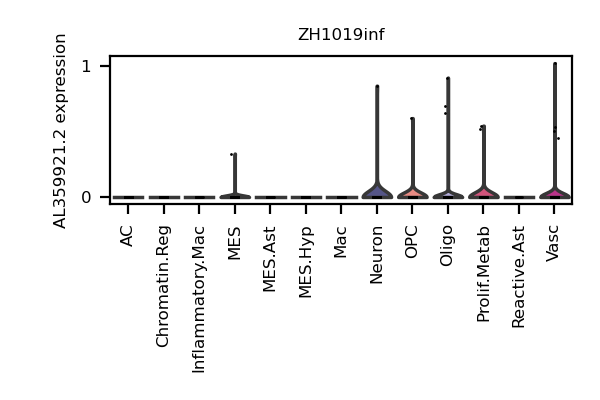 ZH1019inf
AL359921.2 expression
1
0
AC
Chromatin.Reg
Inflammatory.Mac
MES
MES.Ast
MES.Hyp
Mac
Neuron
OPC
Oligo
Prolif.Metab
Reactive.Ast
Vasc